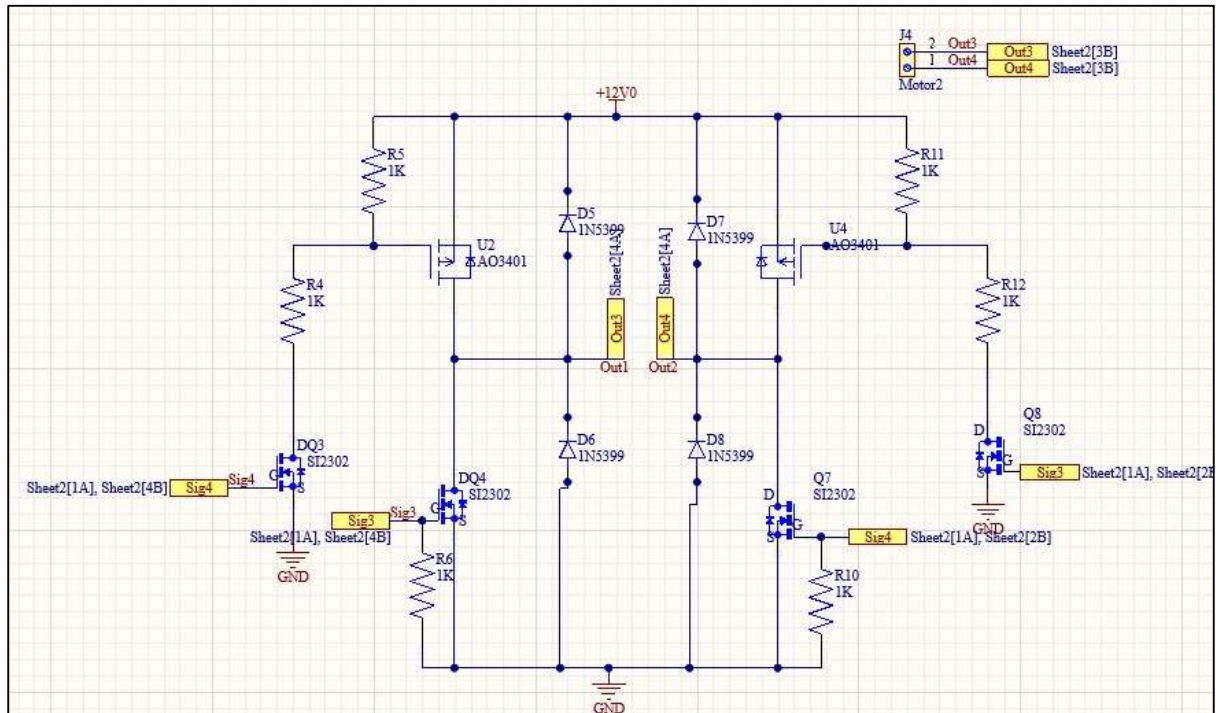 J4
2 Out3 Out3 Sheet2[3B]
1 Out4 Out4 Sheet2[3B]
Motor2
+12V0
R5
1K
R11
1K
D5
1N5399
D7
1N5399
U2
AO3401
U4
AO3401
Sheet2[4A]
Sheet2[4A]
R4
1K
R12
1K
Out3
Out4
Out1
Out2
DQ3
SI2302
G
S
Sig4
Sheet2[1A], Sheet2[4B] Sig4
D6
1N5399
D8
1N5399
DQ4
SI2302
G
S
Sig3
Sig3
Sheet2[1A], Sheet2[4B]
Q7
SI2302
D
G
S
Sig4 Sheet2[1A], Sheet2[2B]
Q8
SI2302
D
G
S
Sig3 Sheet2[1A], Sheet2[2B
GND
GND
R6
1K
R10
1K
GND